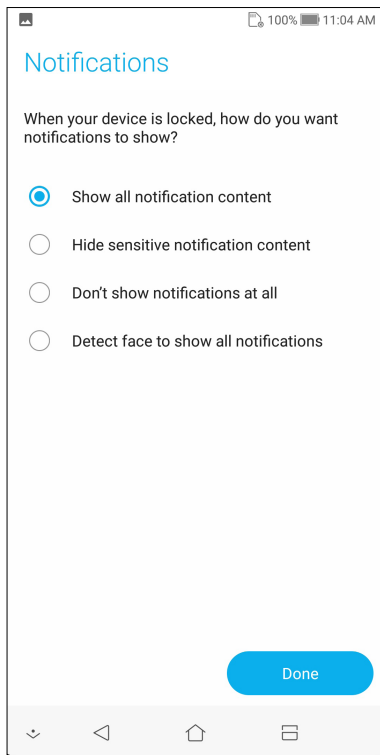 100% 11:04 AM
Notifications
When your device is locked, how do you want
notifications to show?
Show all notification content
Hide sensitive notification content
Don't show notifications at all
Detect face to show all notifications
Done